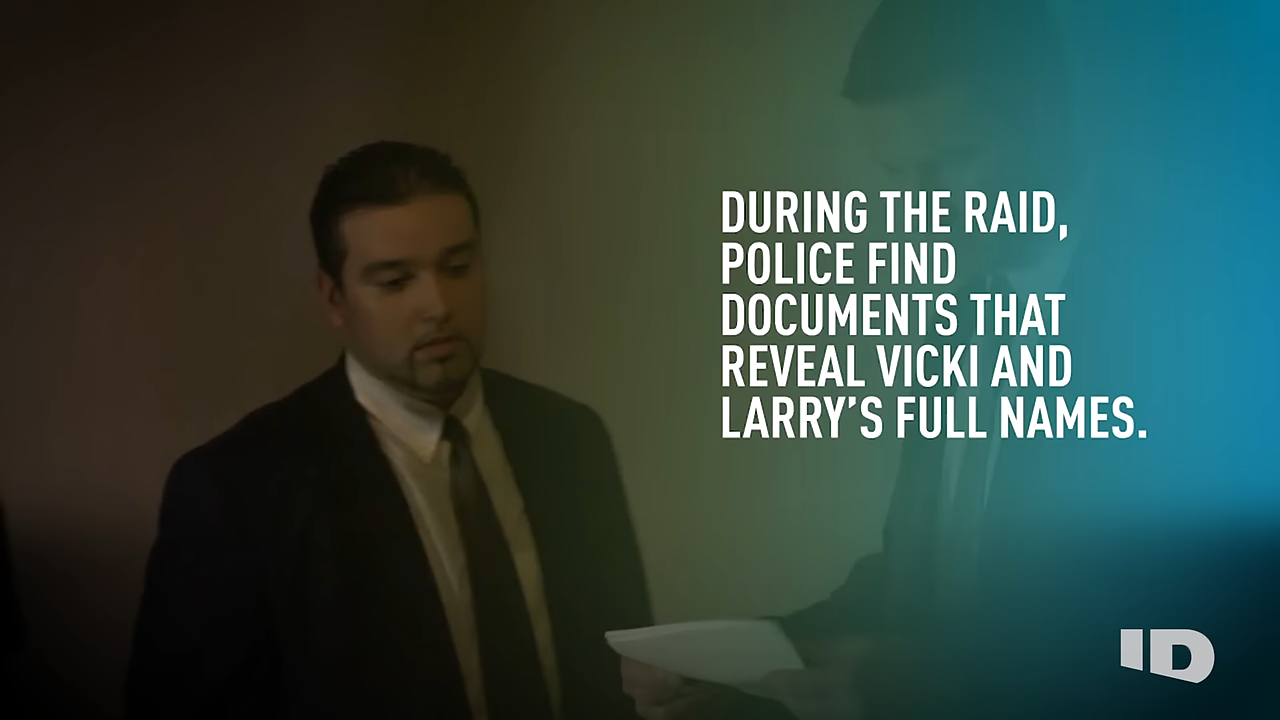 DURING THE RAID,
POLICE FIND
DOCUMENTS THAT
REVEAL VICKI AND
LARRY’S FULL NAMES.
ID